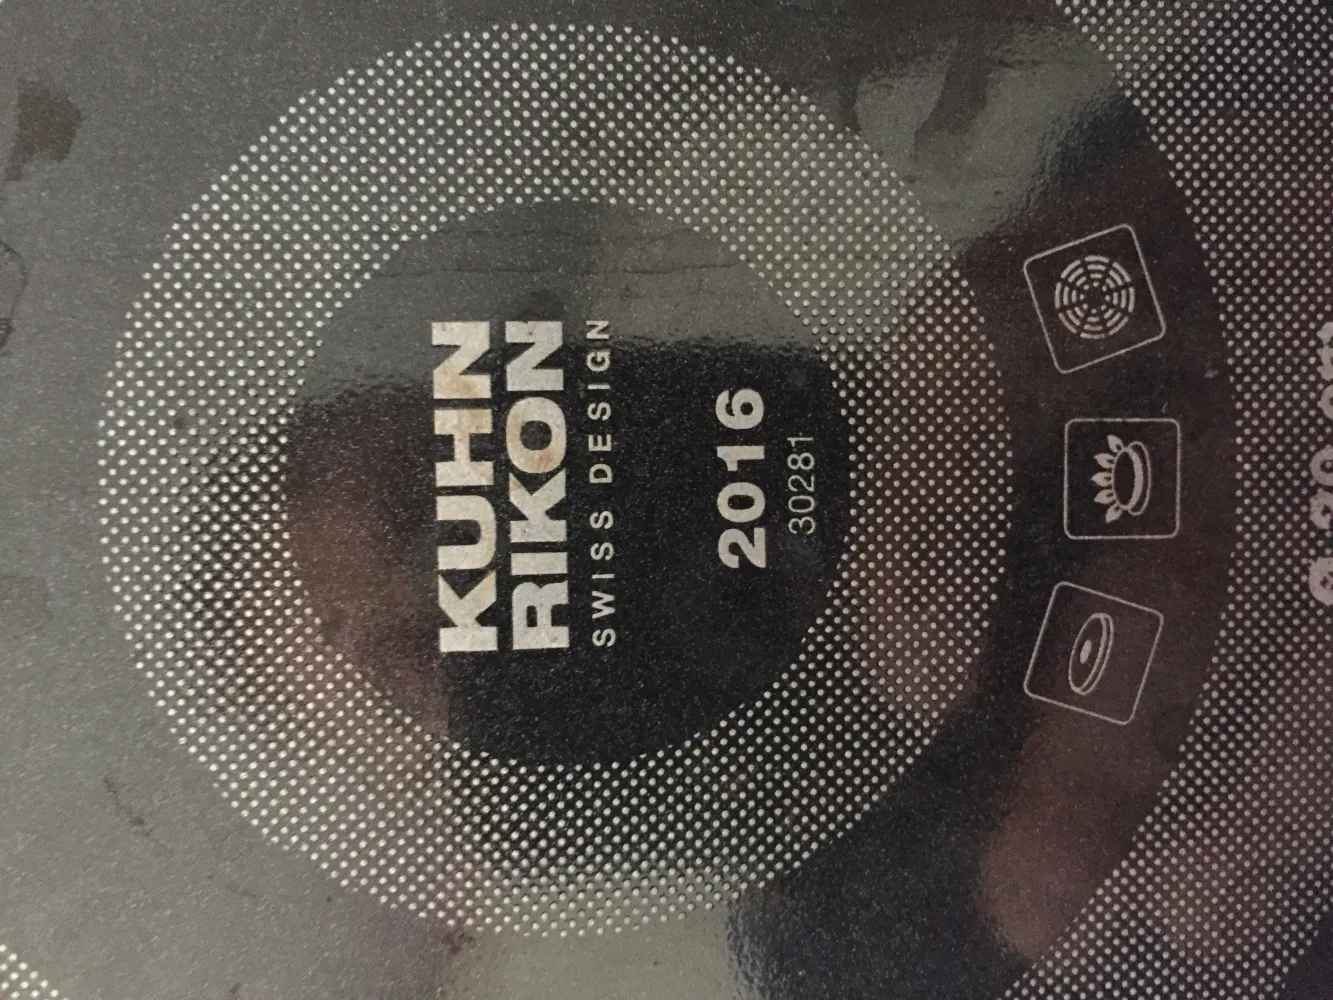 KUHN
RIKON
SWISS DESIGN
2016
30281